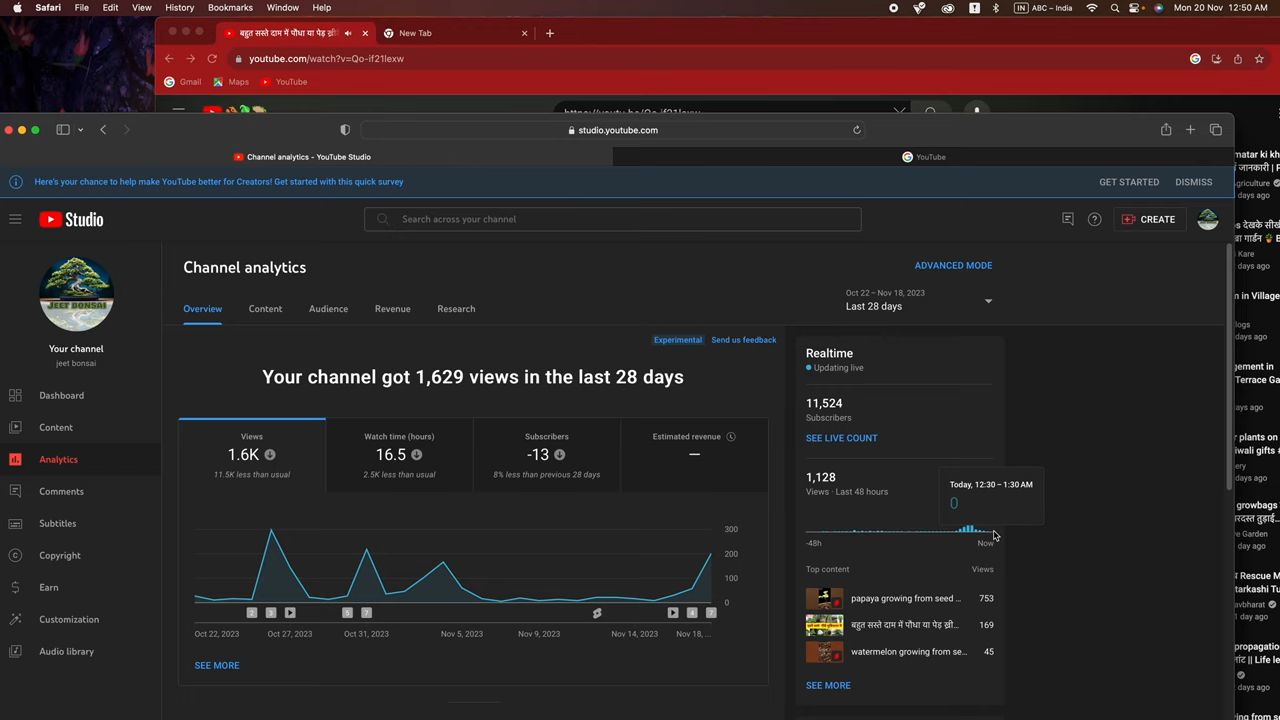 Safari File Edit View History Bookmarks Window Help ABC – India Mon 20 Nov 12:50 AM
New Tab
youtube.com/watch?v=Qo-if21lexw
Gmail Maps YouTube
studio.youtube.com
Channel analytics - YouTube Studio YouTube
Here's your chance to help make YouTube better for Creators! Get started with this quick survey GET STARTED DISMISS
Studio Search across your channel CREATE
Channel analytics ADVANCED MODE
Oct 22 – Nov 18, 2023
Last 28 days
Overview Content Audience Revenue Research
JEET BONSAI
Your channel
jeet bonsai
Dashboard
Content
Analytics
Comments
Subtitles
Copyright
Earn
Customization
Audio library
Experimental Send us feedback
Your channel got 1,629 views in the last 28 days
Views Watch time (hours) Subscribers Estimated revenue
1.6K 16.5 -13 —
11.5K less than usual 2.5K less than usual 8% less than previous 28 days
300
200
100
0
2 3 5 7 4 7
Oct 22, 2023 Oct 27, 2023 Oct 31, 2023 Nov 5, 2023 Nov 9, 2023 Nov 14, 2023 Nov 18, ...
SEE MORE
Realtime
Updating live
11,524
Subscribers
SEE LIVE COUNT
1,128
Views · Last 48 hours
Today, 12:30 – 1:30 AM
0
-48h Now
Top content Views
papaya growing from seed ... 753
बहुत सस्ते दाम में पौधा या पेड़ ख़री... 169
watermelon growing from se... 45
SEE MORE